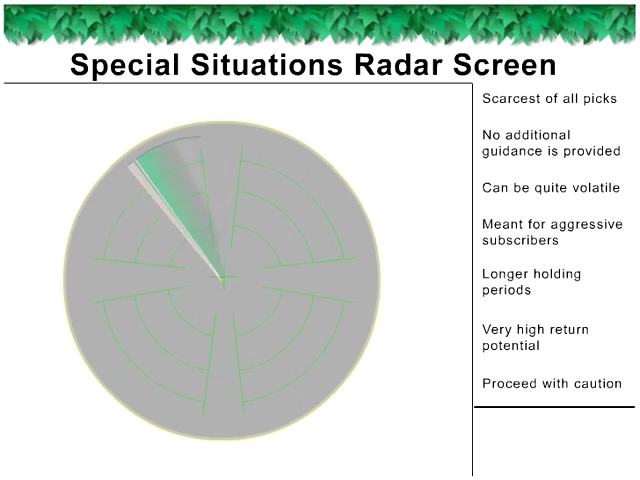 Special Situations Radar Screen
Scarcest of all picks
No additional
guidance is provided
Can be quite volatile
Meant for aggressive
subscribers
Longer holding
periods
Very high return
potential
Proceed with caution